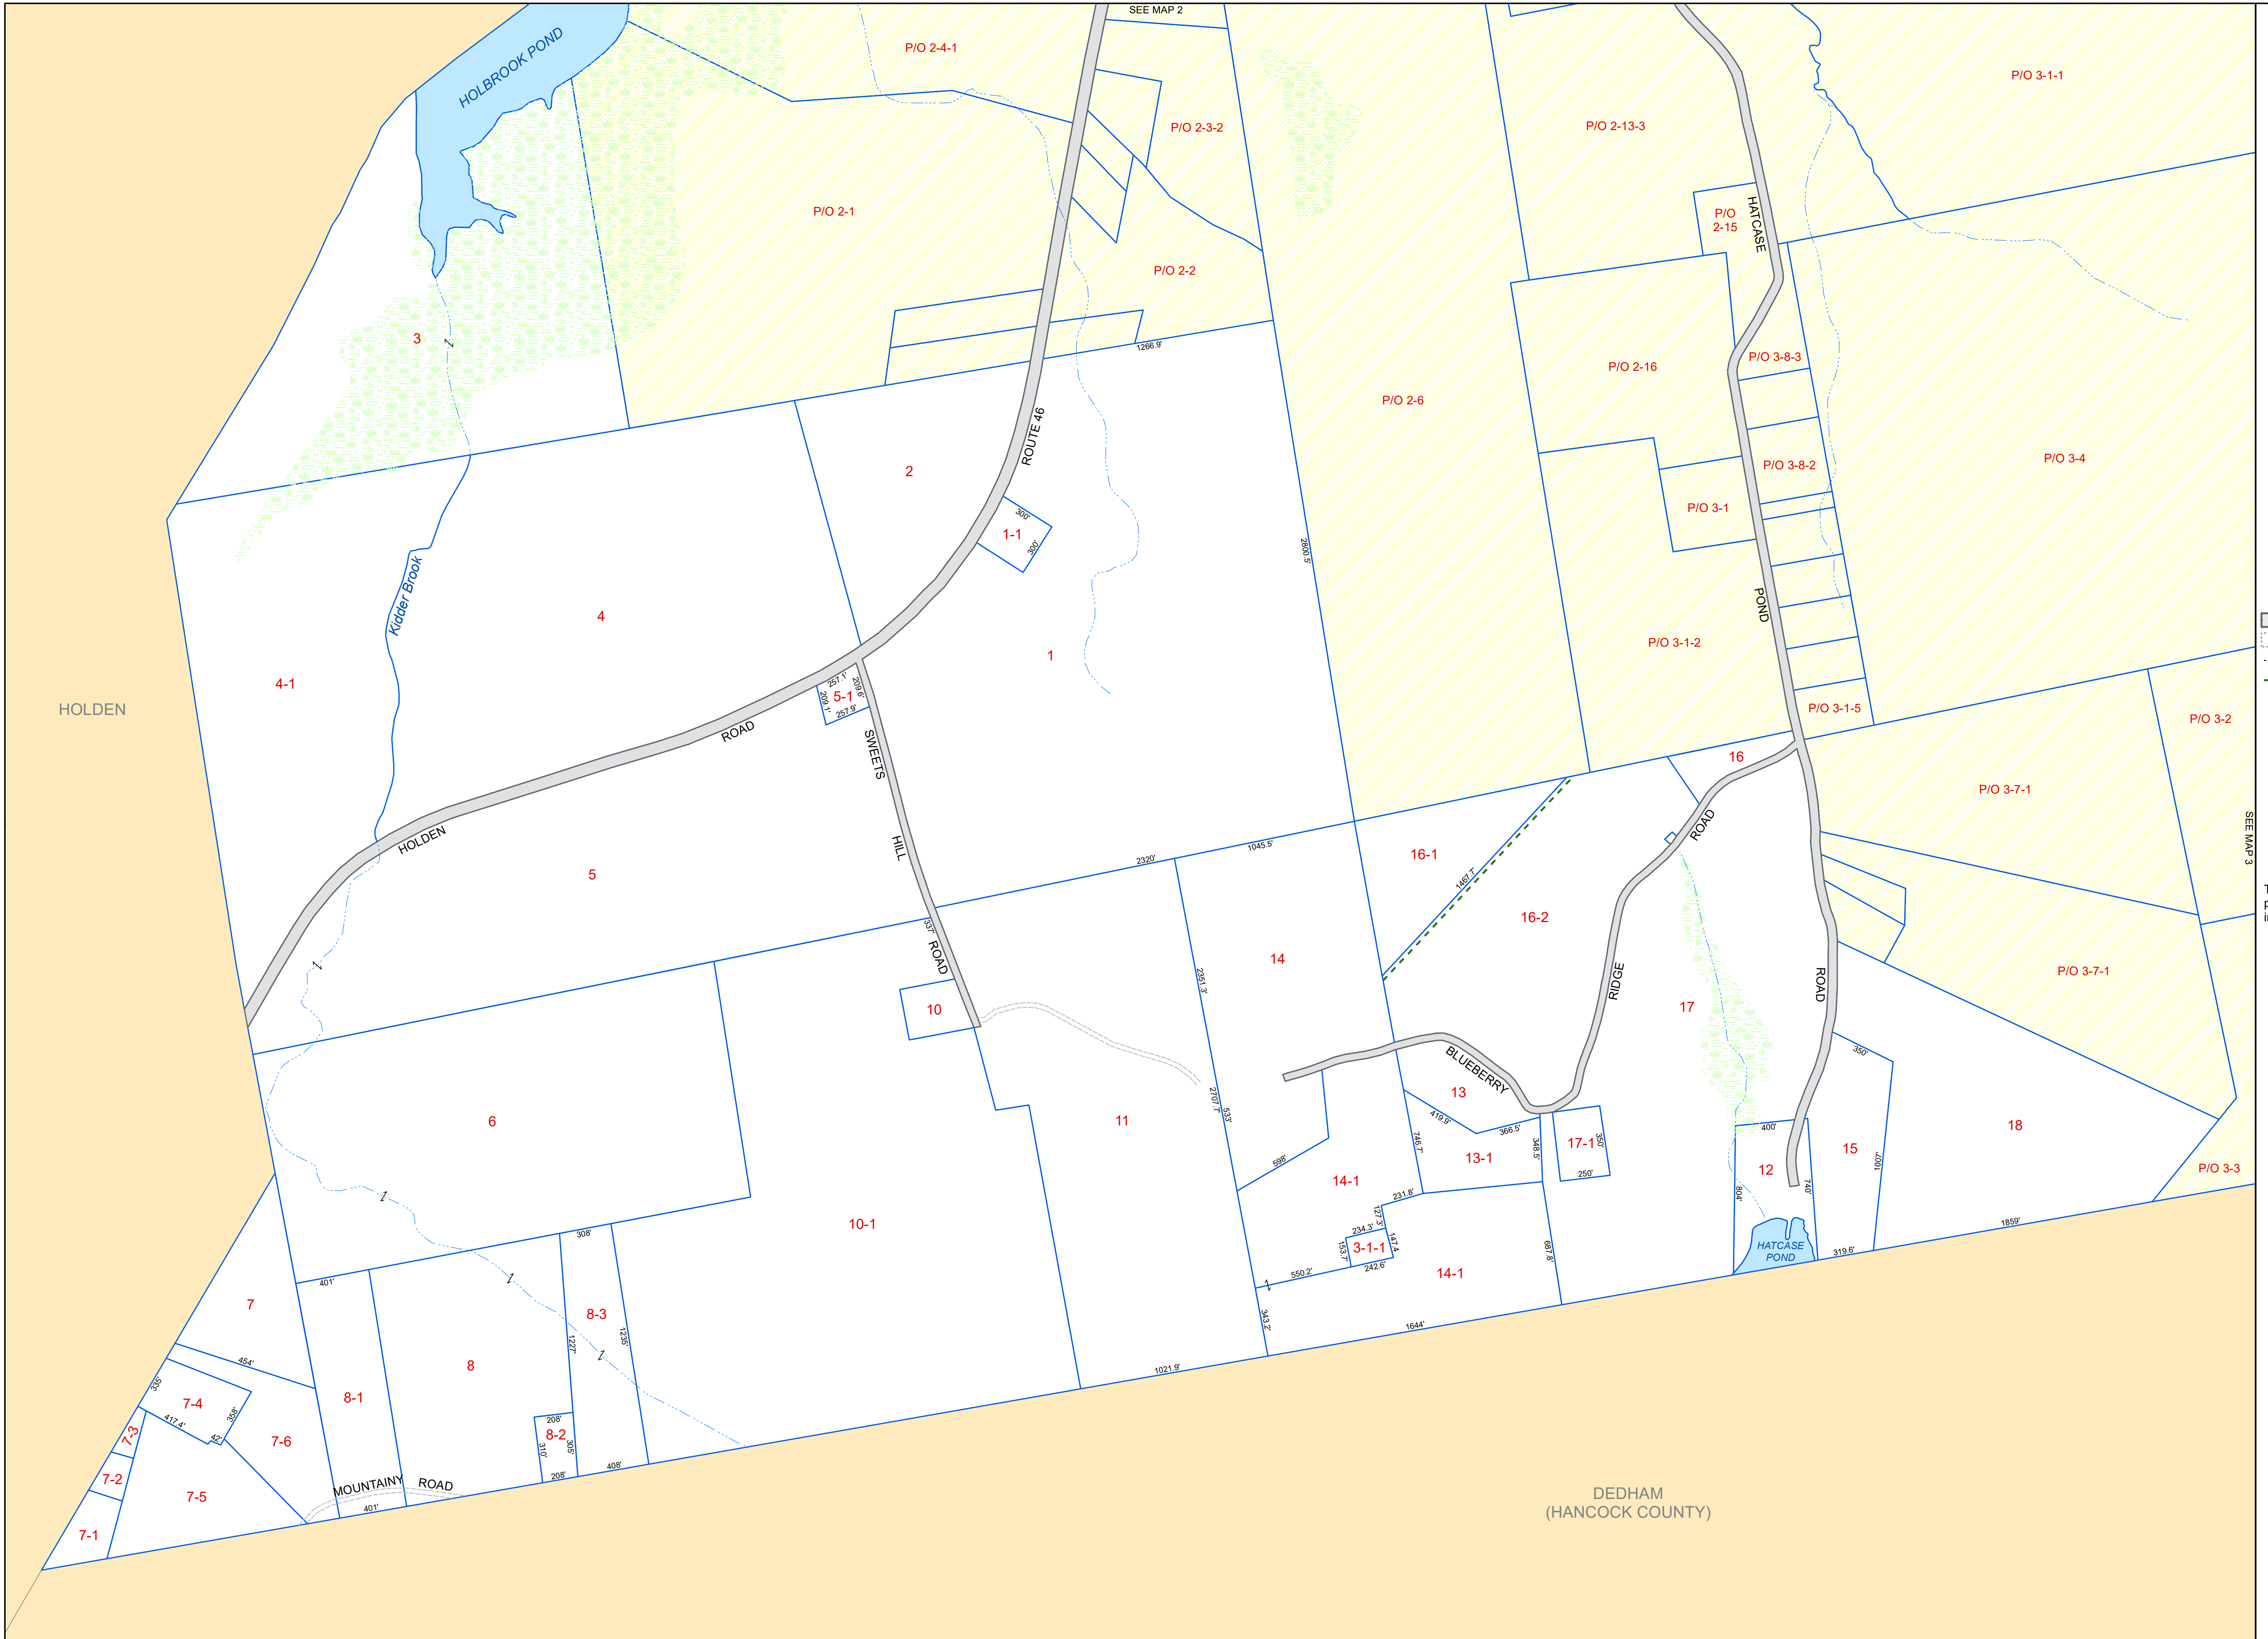 SEE MAP 2
HOLBROOK POND
P/O 2-4-1
P/O 3-1-1
P/O 2-3-2
P/O 2-13-3
P/O 2-1
P/O
2-15
HATCASE
P/O 2-2
3
1266.9'
P/O 3-8-3
P/O 2-16
P/O 2-6
ROUTE 46
2
P/O 3-8-2
P/O 3-4
P/O 3-1
300'
1-1
300'
2800.5'
Kidder Brook
4
POND
P/O 3-1-2
1
4-1
HOLDEN
257.1'
209.6'
209.1'
5-1
257.9'
P/O 3-1-5
P/O 3-2
ROAD
SWEETS
16
P/O 3-7-1
HOLDEN
HILL
ROAD
SEE MAP 3
1045.5'
2320'
16-1
1467.7'
5
337'
ROAD
16-2
14
2351.3'
P/O 3-7-1
RIDGE
ROAD
10
17
350'
BLUEBERRY
13
2707.7'
533'
11
6
419.9'
366.5'
746.7'
348.5'
17-1
350'
250'
400'
18
15
1007'
13-1
598'
12
P/O 3-3
14-1
231.8'
804'
740'
127.3'
10-1
234.3'
153.7'
3-1-1
147.4
242.6'
550.2'
687.8'
HATCASE
POND
319.6'
1859'
308'
14-1
401'
7
8-3
343.2'
1644'
1227'
1235'
454'
8
1021.9'
335'
7-4
358'
8-1
417.4'
42'
7-3
7-6
208'
8-2
310'
305'
7-2
408'
208'
MOUNTAINY ROAD
7-5
401'
7-1
DEDHAM
(HANCOCK COUNTY)